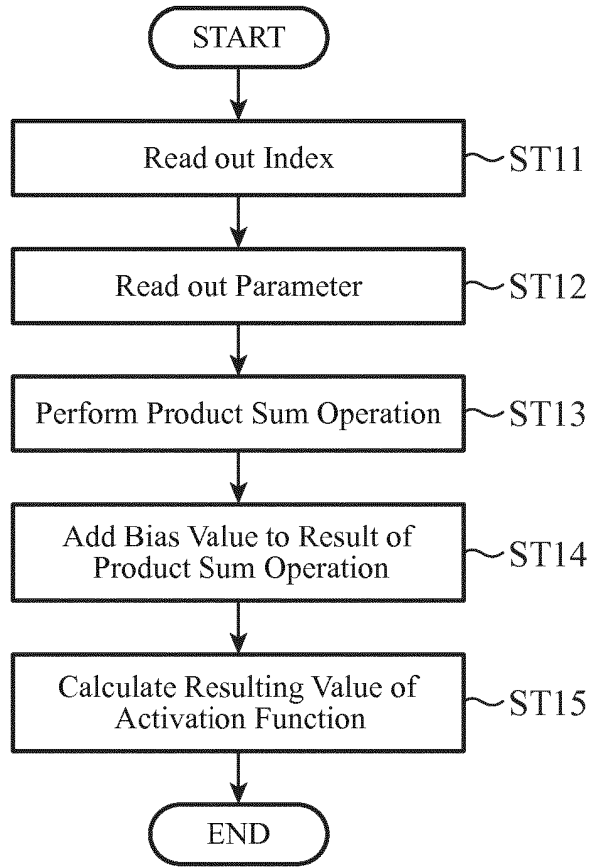 START
Read out Index
ST11
Read out Parameter
ST12
Perform Product Sum Operation
ST13
Add Bias Value to Result of
Product Sum Operation
ST14
Calculate Resulting Value of
Activation Function
ST15
END